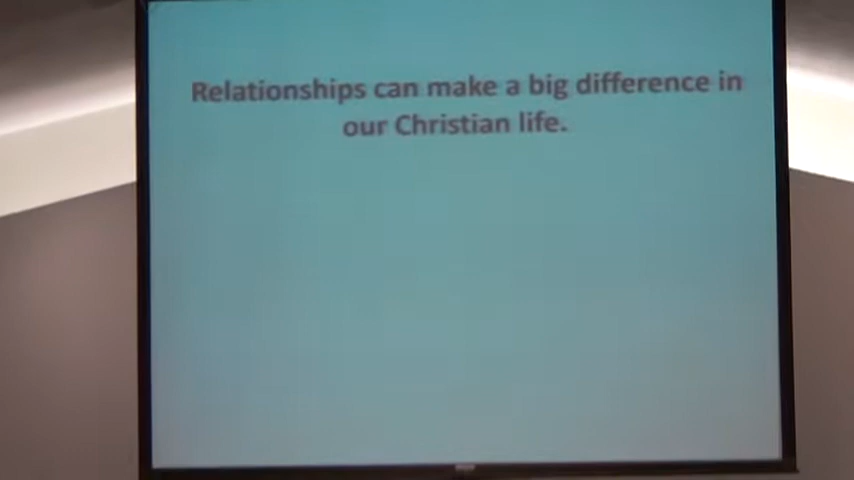 Relationships can make a big difference in
our Christian life.